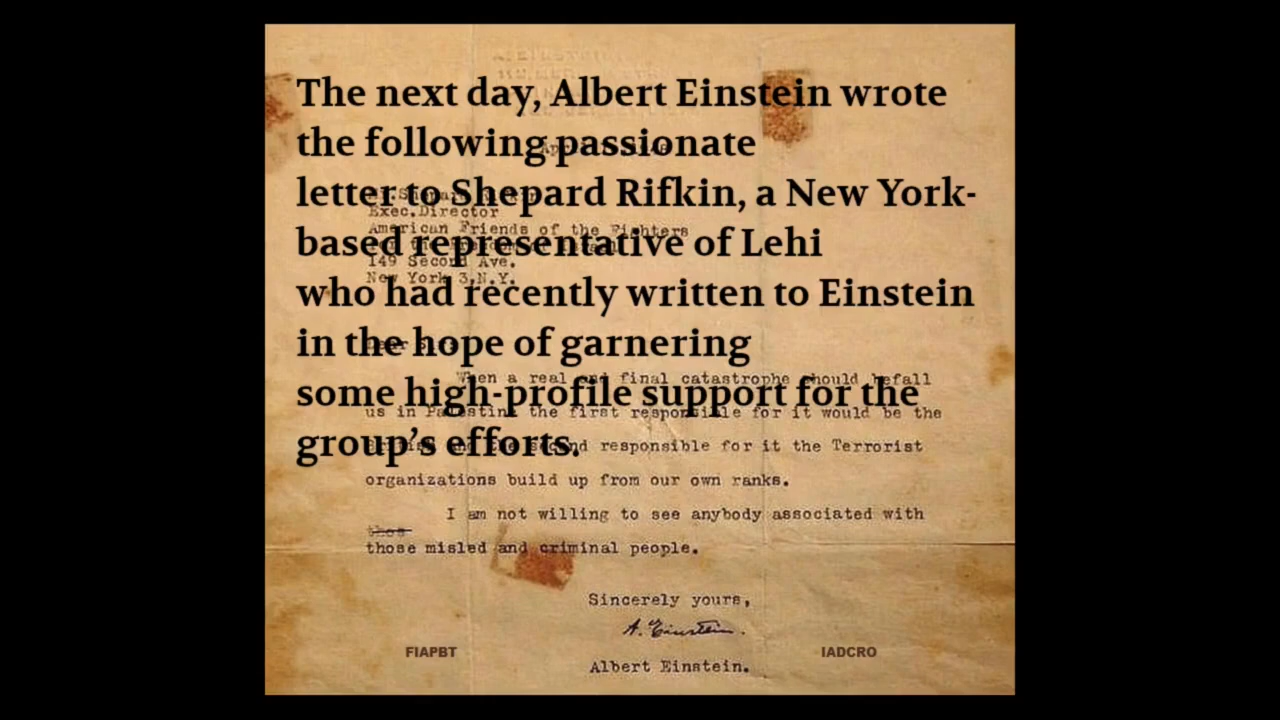 The next day, Albert Einstein wrote
the following passionate
letter to Shepard Rifkin, a New York-
based representative of Lehi
who had recently written to Einstein
in the hope of garnering
some high-profile support for the
group’s efforts.
Exec.Director
American Friends of the Fighters
149 Second Ave.
New York 3,N.Y.
When a real and final catastrophe should befall
us in Palestine the first responsible for it would be the
second responsible for it the Terrorist
organizations build up from our own ranks.
I am not willing to see anybody associated with
those misled and criminal people.
Sincerely yours,
A. Einstein.
Albert Einstein.
FIAPBT
IADCRO